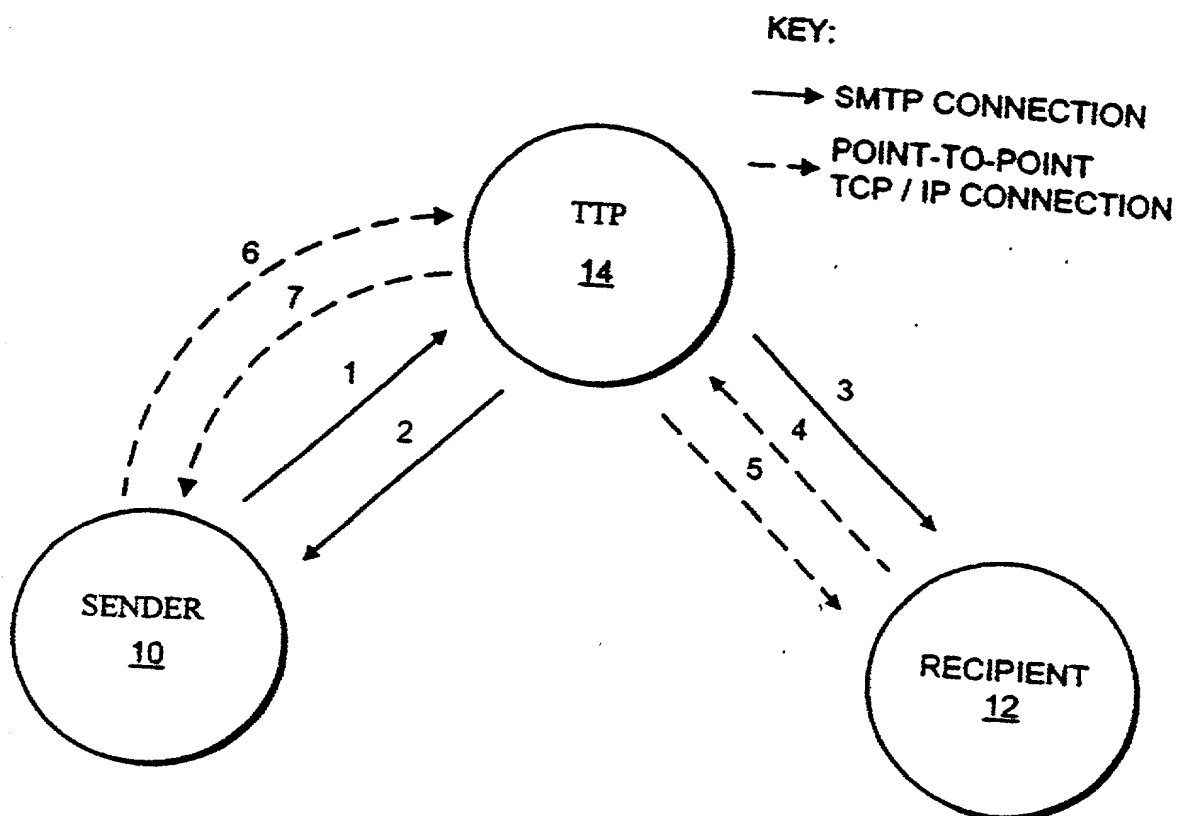 KEY:
SMTP CONNECTION
POINT-TO-POINT
TCP / IP CONNECTION
TTP
14
6
7
1
2
3
4
5
SENDER
10
RECIPIENT
12